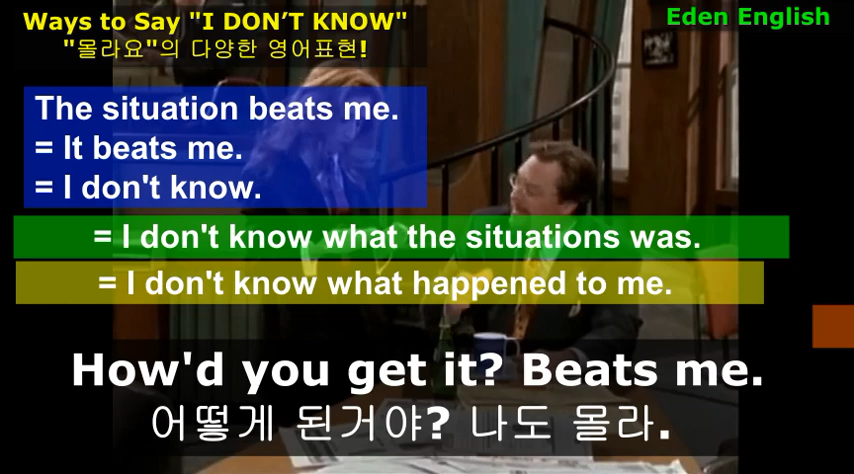 Ways to Say "I DON’T KNOW"
"몰라요"의 다양한 영어표현!
Eden English
The situation beats me.
= It beats me.
= I don't know.
= I don't know what the situations was.
= I don't know what happened to me.
How'd you get it? Beats me.
어떻게 된거야? 나도 몰라.